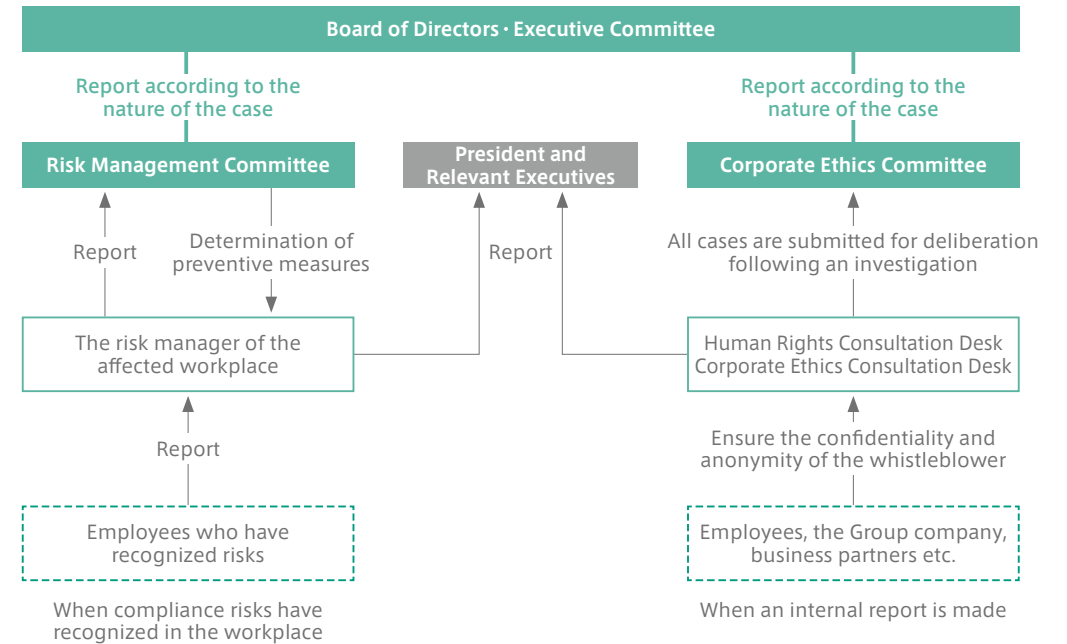 Board of Directors · Executive Committee
Report according to the
nature of the case
Report according to the
nature of the case
Risk Management Committee
President and
Relevant Executives
Corporate Ethics Committee
Report
Determination of
preventive measures
Report
All cases are submitted for deliberation
following an investigation
The risk manager of the
affected workplace
Human Rights Consultation Desk
Corporate Ethics Consultation Desk
Report
Ensure the confidentiality and
anonymity of the whistleblower
Employees who have
recognized risks
Employees, the Group company,
business partners etc.
When compliance risks have
recognized in the workplace
When an internal report is made